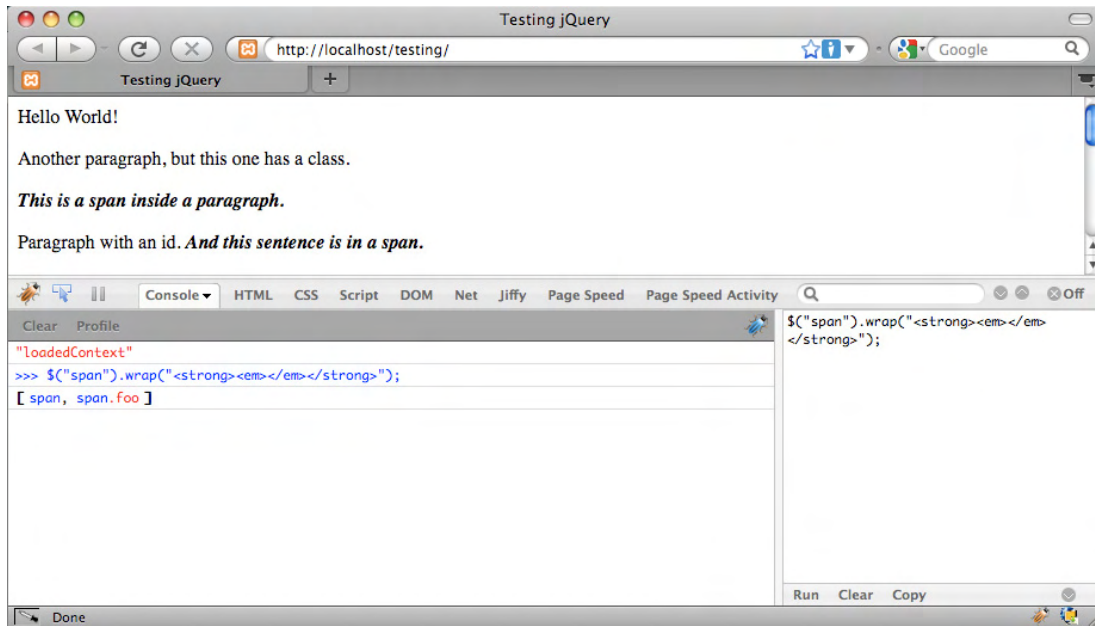 Testing jQuery
http://localhost/testing/
Google
Testing jQuery
+
Hello World!
Another paragraph, but this one has a class.
This is a span inside a paragraph.
Paragraph with an id. And this sentence is in a span.
Console HTML CSS Script DOM Net Jiffy Page Speed Page Speed Activity Off
Clear Profile
"loadedContext"
>>> $("span").wrap("<strong><em></em></strong>");
[ span, span.foo ]
$("span").wrap("<strong><em></em>
</strong>");
Run Clear Copy
Done